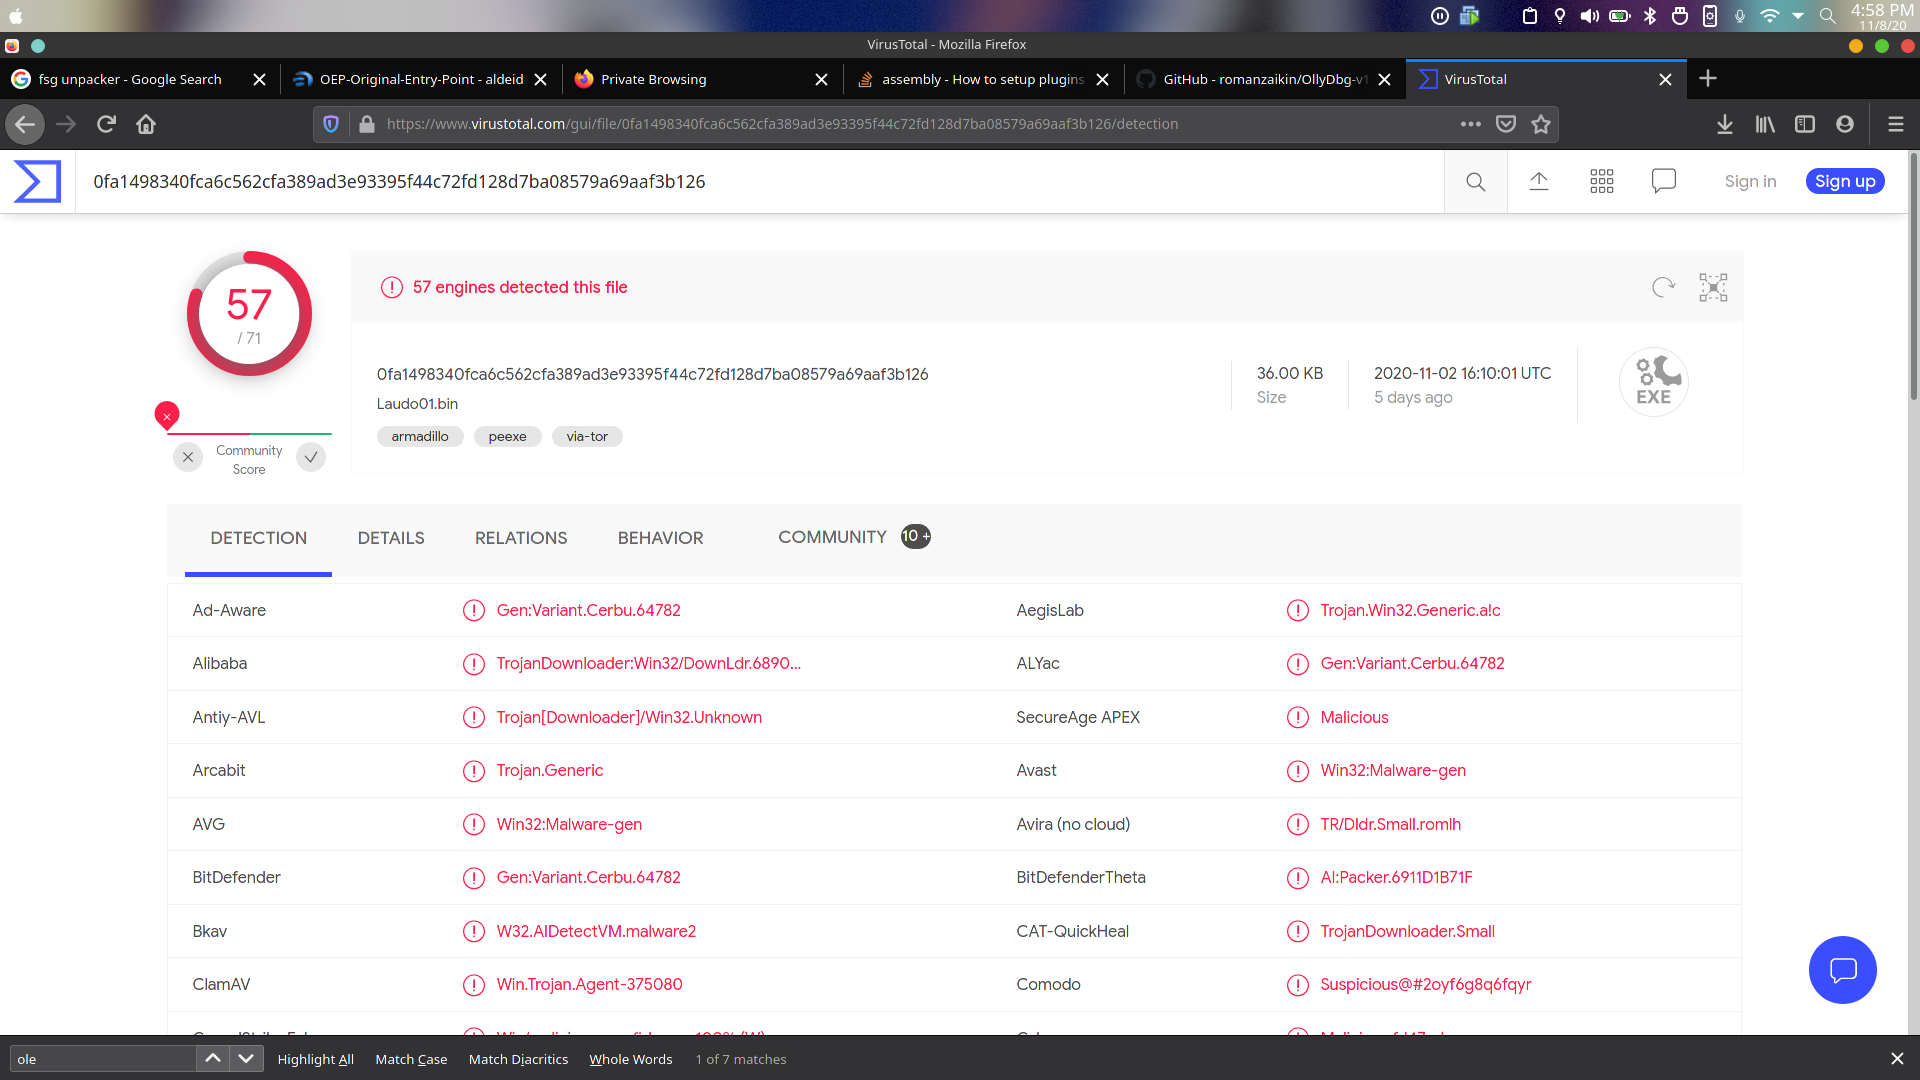 4:58 PM
11/8/20
VirusTotal - Mozilla Firefox
fsg unpacker - Google Search
OEP-Original-Entry-Point - aldeid
Private Browsing
assembly - How to setup plugins
GitHub - romanzaikin/OllyDbg-v1
VirusTotal
https://www.virustotal.com/gui/file/0fa1498340fca6c562cfa389ad3e93395f44c72fd128d7ba08579a69aaf3b126/detection
0fa1498340fca6c562cfa389ad3e93395f44c72fd128d7ba08579a69aaf3b126
Sign in
Sign up
57
/ 71
57 engines detected this file
0fa1498340fca6c562cfa389ad3e93395f44c72fd128d7ba08579a69aaf3b126
Laudo01.bin
armadillo peexe via-tor
36.00 KB
Size
2020-11-02 16:10:01 UTC
5 days ago
EXE
Community
Score
DETECTION DETAILS RELATIONS BEHAVIOR COMMUNITY 10 +
Ad-Aware Gen:Variant.Cerbu.64782 AegisLab Trojan.Win32.Generic.a!c
Alibaba TrojanDownloader:Win32/DownLdr.6890... ALYac Gen:Variant.Cerbu.64782
Antiy-AVL Trojan[Downloader]/Win32.Unknown SecureAge APEX Malicious
Arcabit Trojan.Generic Avast Win32:Malware-gen
AVG Win32:Malware-gen Avira (no cloud) TR/Dldr.Small.romlh
BitDefender Gen:Variant.Cerbu.64782 BitDefenderTheta AI:Packer.6911D1B71F
Bkav W32.AIDetectVM.malware2 CAT-QuickHeal TrojanDownloader.Small
ClamAV Win.Trojan.Agent-375080 Comodo Suspicious@#2oyf6g8q6fqyr
ole Highlight All Match Case Match Diacritics Whole Words 1 of 7 matches